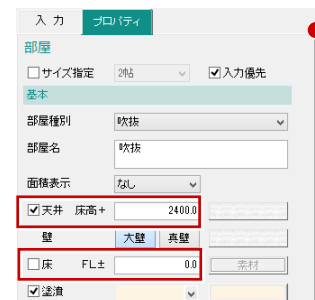 入力 プロパティ
部屋
サイズ指定 2帖 入力優先
基本
部屋種別 吹抜
部屋名 吹抜
面積表示 なし
天井 床高+ 2400.0
壁 大壁 真壁
床 FL± 0.0 素材
塗潰